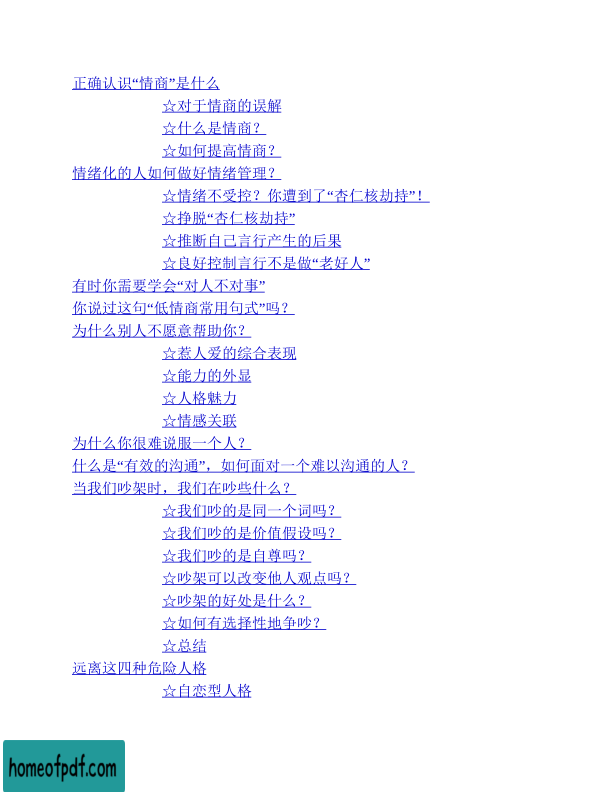 正确认识“情商”是什么
☆对于情商的误解
☆什么是情商？
☆如何提高情商？
情绪化的人如何做好情绪管理？
☆情绪不受控？你遭到了“杏仁核劫持”！
☆挣脱“杏仁核劫持”
☆推断自己言行产生的后果
☆良好控制言行不是做“老好人”
有时你需要学会“对人不对事”
你说过这句“低情商常用句式”吗？
为什么别人不愿意帮助你？
☆惹人爱的综合表现
☆能力的外显
☆人格魅力
☆情感关联
为什么你很难说服一个人？
什么是“有效的沟通”，如何面对一个难以沟通的人？
当我们吵架时，我们在吵些什么？
☆我们吵的是同一个词吗？
☆我们吵的是价值假设吗？
☆我们吵的是自尊吗？
☆吵架可以改变他人观点吗？
☆吵架的好处是什么？
☆如何有选择性地争吵？
☆总结
远离这四种危险人格
☆自恋型人格
homeofpdf.com